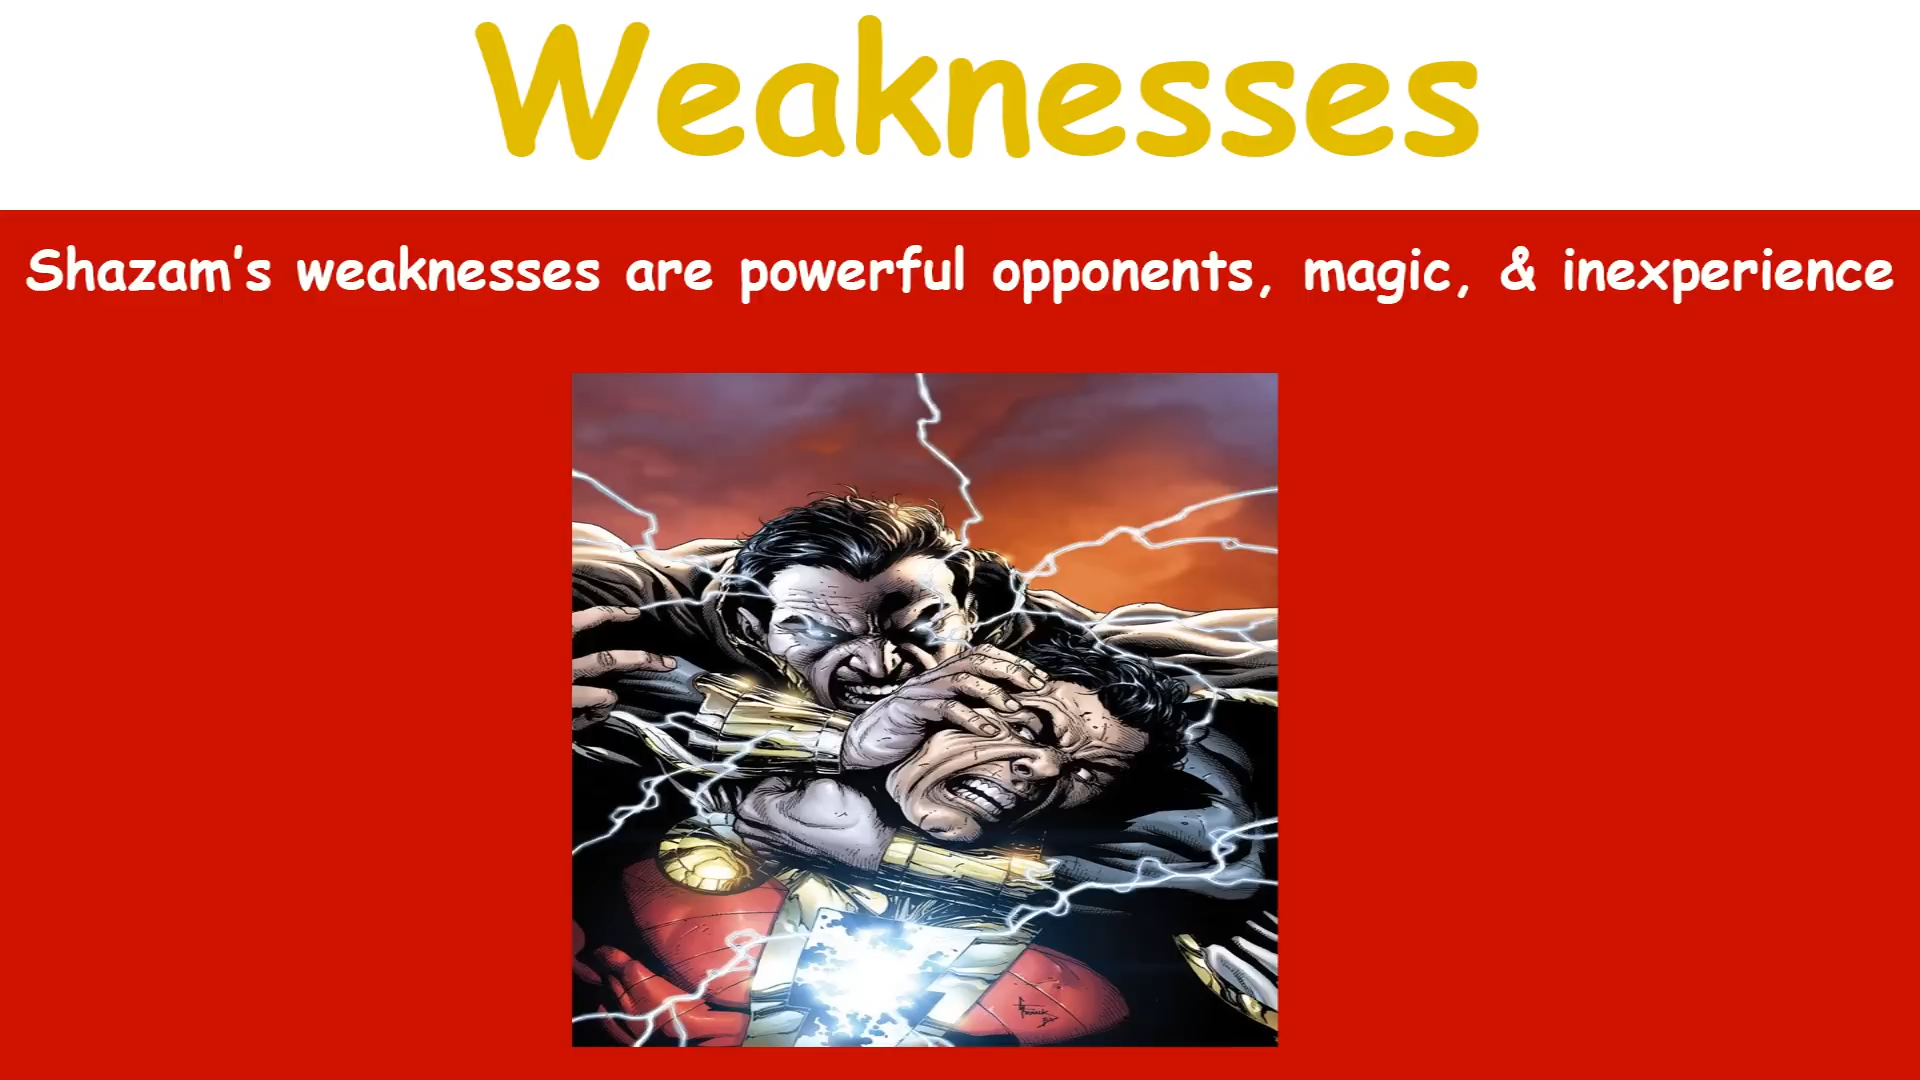 Weaknesses
Shazam's weaknesses are powerful opponents, magic, & inexperience